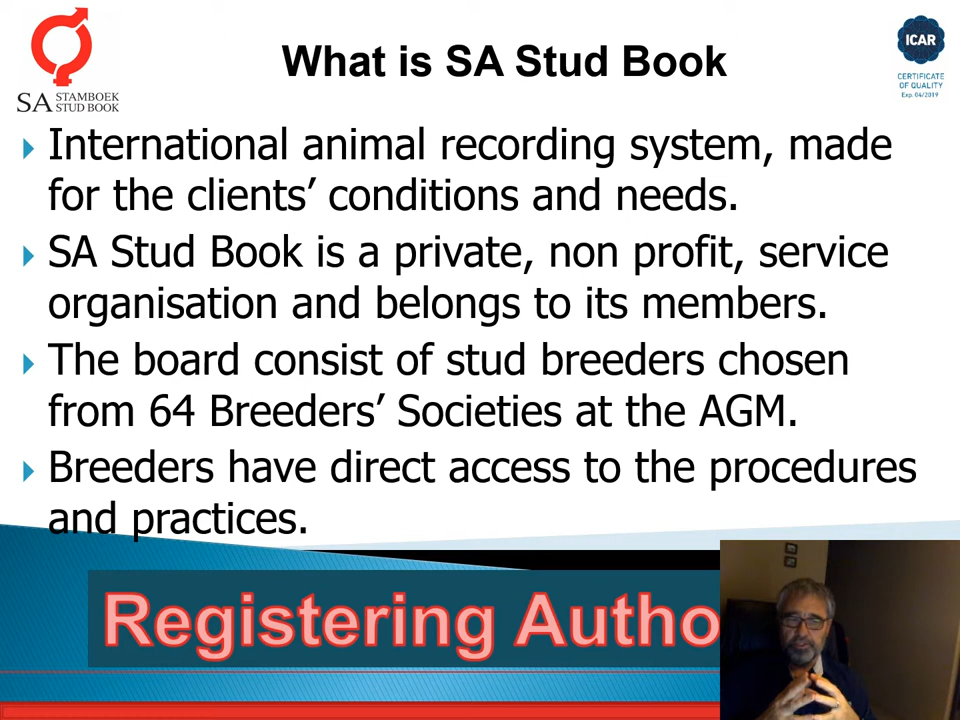 What is SA Stud Book
SA STAMBOEK
STUD BOOK
ICAR
CERTIFICATE
OF QUALITY
Exp. 04/2019
International animal recording system, made
for the clients’ conditions and needs.
SA Stud Book is a private, non profit, service
organisation and belongs to its members.
The board consist of stud breeders chosen
from 64 Breeders’ Societies at the AGM.
Breeders have direct access to the procedures
and practices.
Registering Autho